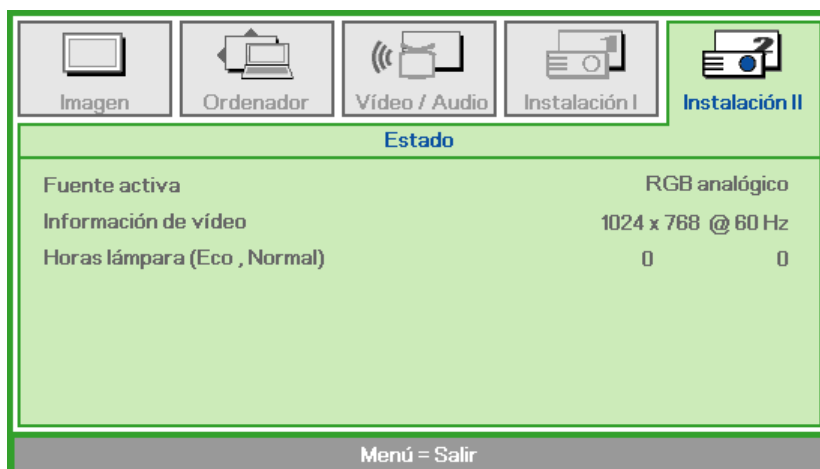 Imagen Ordenador Vídeo / Audio Instalación I Instalación II
Estado
Fuente activa RGB analógico
Información de vídeo 1024 x 768 @ 60 Hz
Horas lámpara (Eco , Normal) 0 0
Menú = Salir